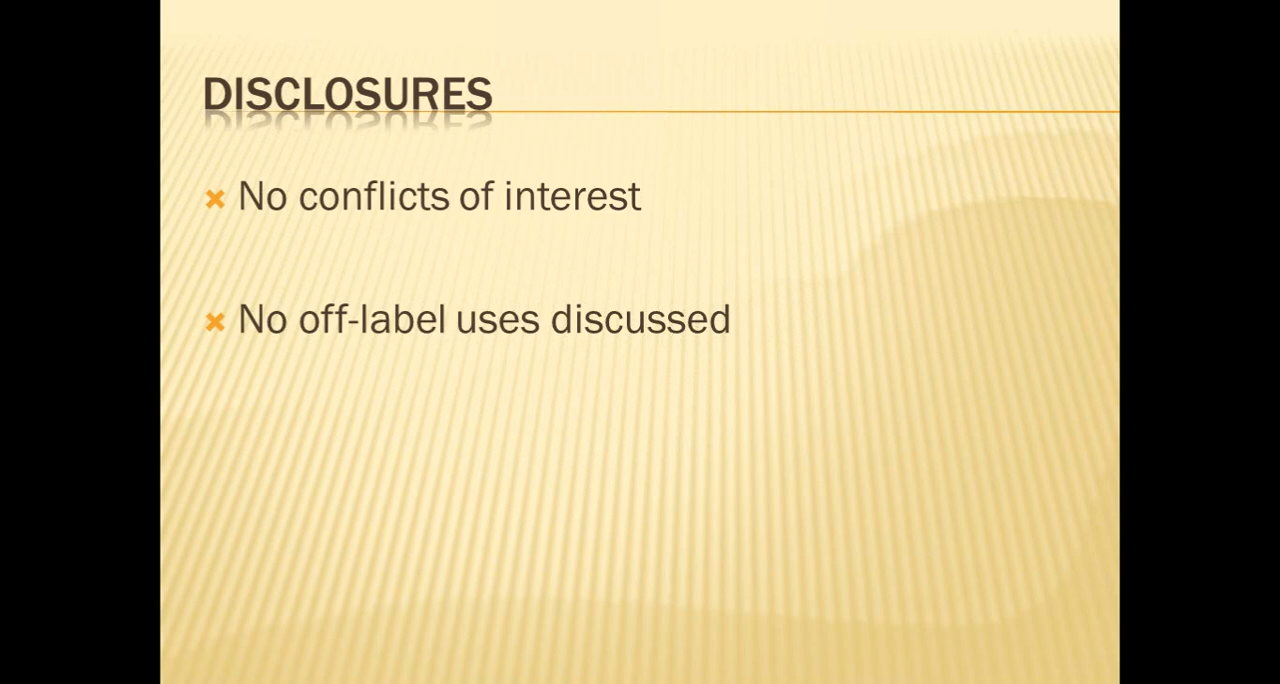 DISCLOSURES
No conflicts of interest
No off-label uses discussed